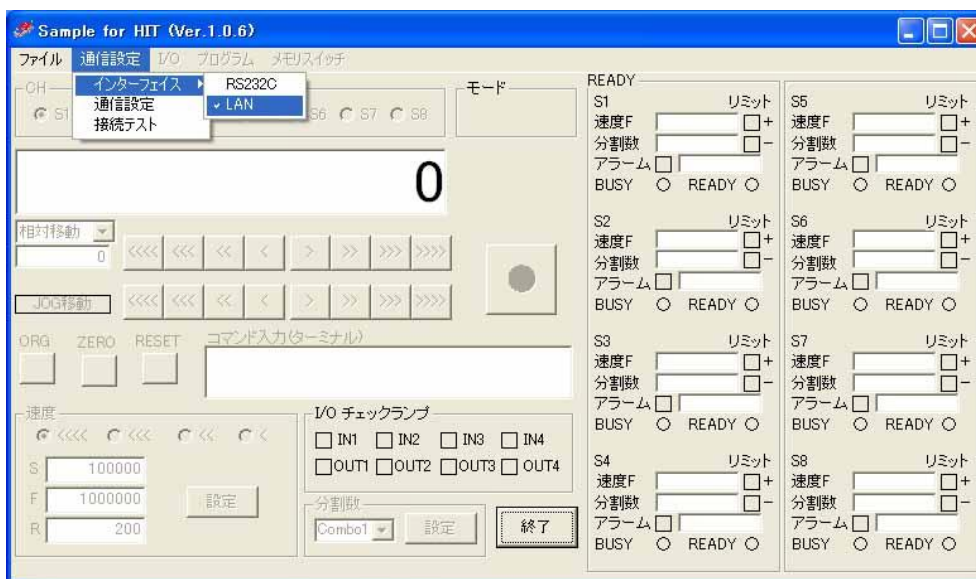 Sample for HIT (Ver.1.0.6)
ファイル 通信設定 I/O プログラム メモリスイッチ
インターフェイス
通信設定
接続テスト
RS232C
LAN
CH
S1 S6 S7 S8
モード
0
相対移動
0
<<<< <<< << < > >> >>> >>>>
JOG移動
<<<< <<< << < > >> >>> >>>>
ORG ZERO RESET
コマンド入力(ターミナル)
速度
<<<< <<< << <
S 100000
F 1000000
R 200
設定
I/O チェックランプ
IN1 IN2 IN3 IN4
OUT1 OUT2 OUT3 OUT4
分割数
Combo1 設定
終了
READY
S1 リミット
速度F +
分割数 -
アラーム
BUSY READY
S2 リミット
速度F +
分割数 -
アラーム
BUSY READY
S3 リミット
速度F +
分割数 -
アラーム
BUSY READY
S4 リミット
速度F +
分割数 -
アラーム
BUSY READY
S5 リミット
速度F +
分割数 -
アラーム
BUSY READY
S6 リミット
速度F +
分割数 -
アラーム
BUSY READY
S7 リミット
速度F +
分割数 -
アラーム
BUSY READY
S8 リミット
速度F +
分割数 -
アラーム
BUSY READY